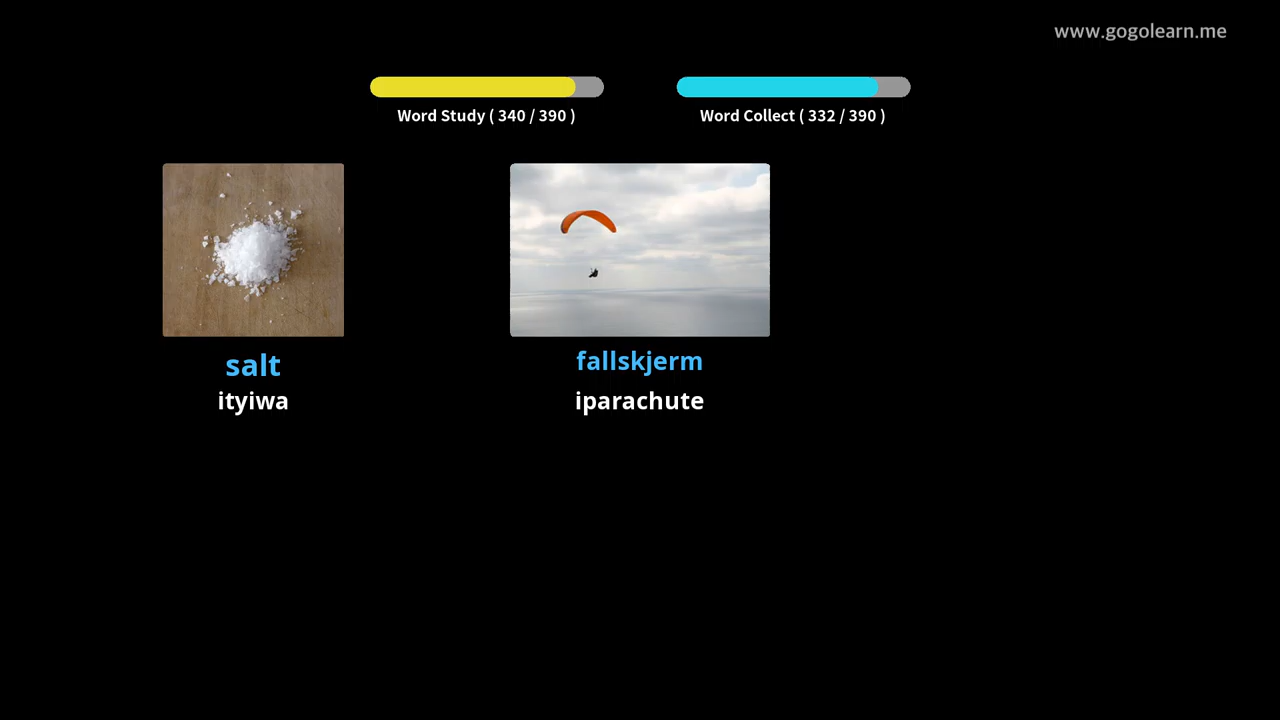 www.gogolearn.me
Word Study ( 340 / 390 )
Word Collect ( 332 / 390 )
salt
ityiwa
fallskjerm
iparachute